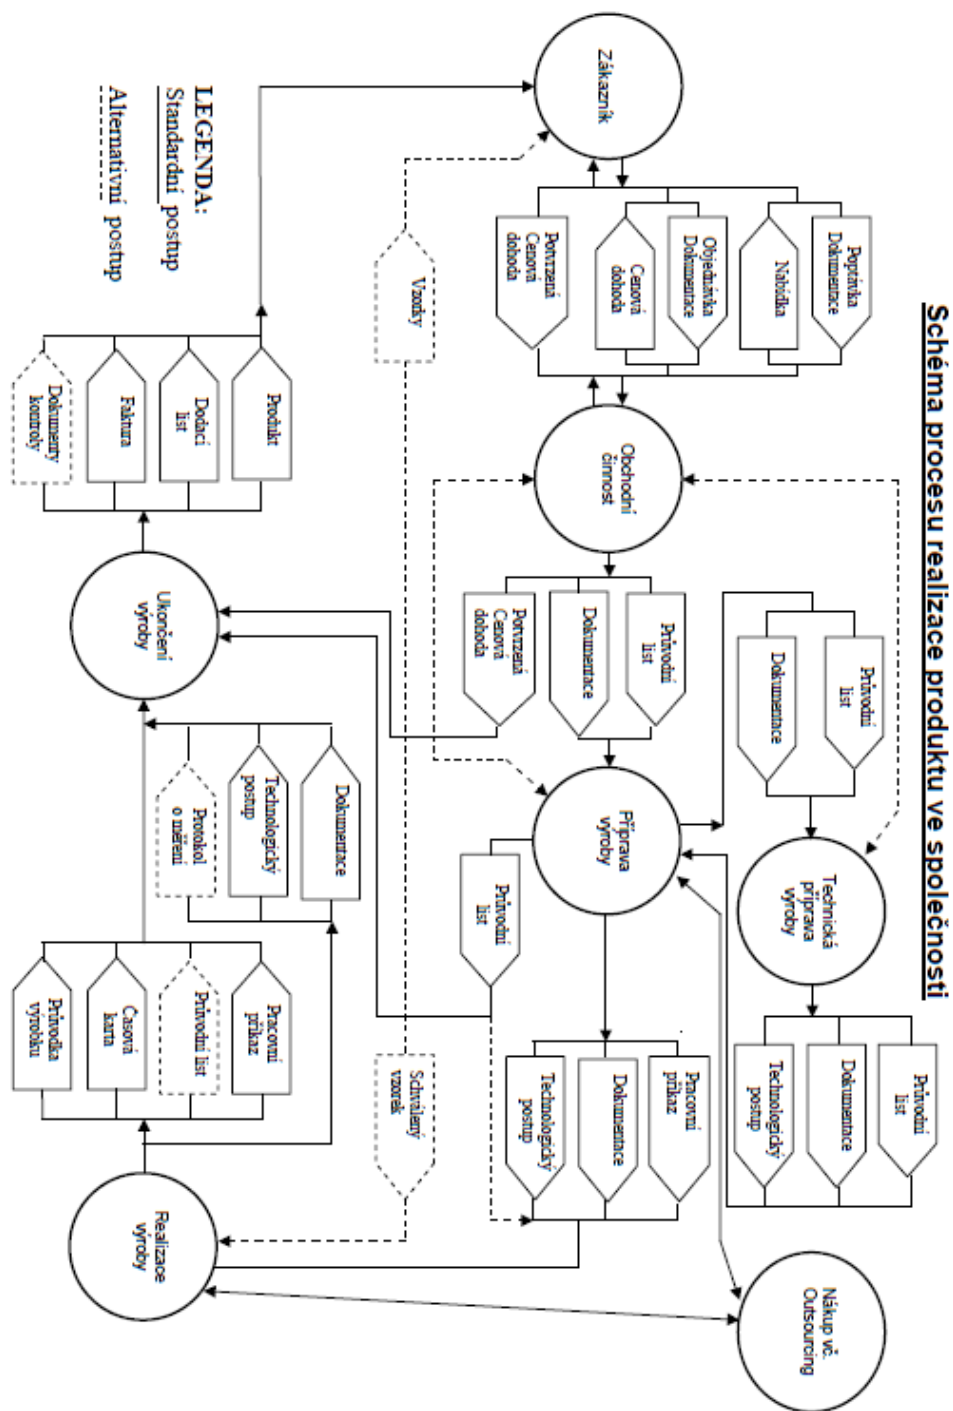 Schéma procesu realizace produktu ve společnosti
Zákazník
Poptávka
Dokumentace
Nabídka
Objednávka
Dokumentace
Cenová
dohoda
Potvrzená
Cenová
dohoda
Obchodní
činnost
Průvodní
list
Dokumentace
Potvrzená
Cenová
dohoda
Průvodní
list
Dokumentace
Technická
příprava
výroby
Průvodní
list
Dokumentace
Technologický
postup
Příprava
výroby
Průvodní
list
Pracovní
příkaz
Dokumentace
Technologický
postup
Nákup vč.
Outsourcing
Vzorky
Schválený
vzorek
Realizace
výroby
Dokumentace
Technologický
postup
Protokol
o měření
Pracovní
příkaz
Průvodní list
Časová
karta
Průvodka
výrobku
Ukončení
výroby
Produkt
Dodací
list
Faktura
Dokumenty
kontroly
LEGENDA:
Standardní postup
Alternativní postup